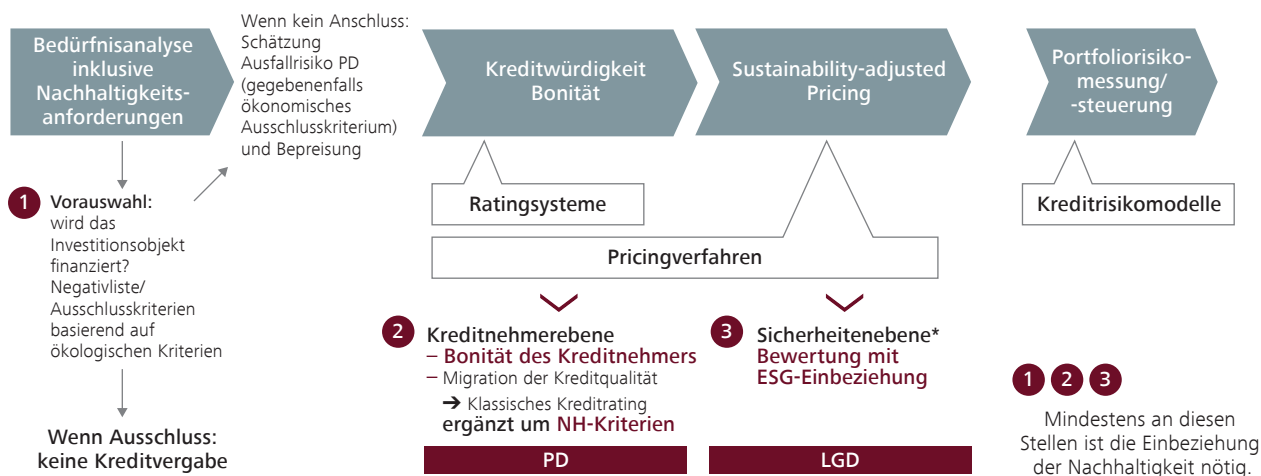 Bedürfnisanalyse
inklusive
Nachhaltigkeits-
anforderungen
Wenn kein Anschluss:
Schätzung
Ausfallrisiko PD
(gegebenenfalls
ökonomisches
Ausschlusskriterium)
und Bepreisung
Kreditwürdigkeit
Bonität
Sustainability-adjusted
Pricing
Portfoliorisiko-
messung/
-steuerung
Ratingsysteme
Kreditrisikomodelle
Pricingverfahren
1 Vorauswahl:
wird das
Investitionsobjekt
finanziert?
Negativliste/
Ausschlusskriterien
basierend auf
ökologischen Kriterien
Wenn Ausschluss:
keine Kreditvergabe
2 Kreditnehmerebene
– Bonität des Kreditnehmers
– Migration der Kreditqualität
➔ Klassisches Kreditrating
ergänzt um NH-Kriterien
PD
3 Sicherheitenebene*
Bewertung mit
ESG-Einbeziehung
LGD
1 2 3
Mindestens an diesen
Stellen ist die Einbeziehung
der Nachhaltigkeit nötig.